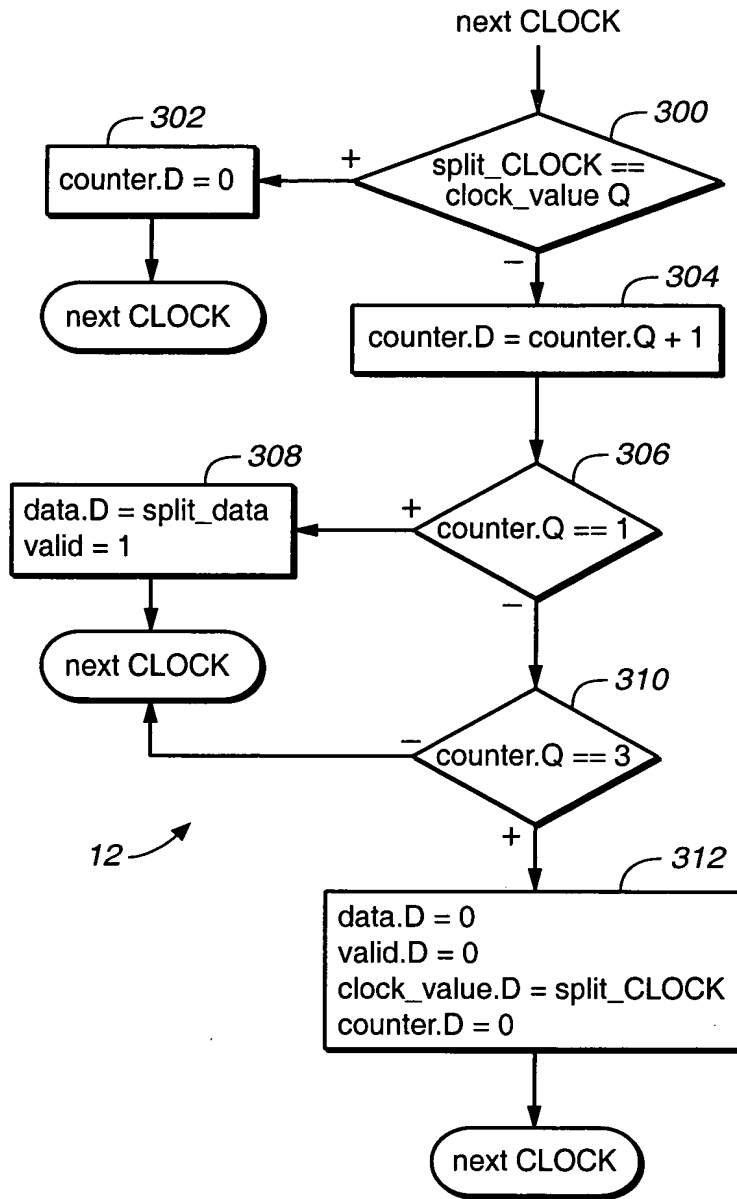 next CLOCK
300
split_CLOCK ==
clock_value Q
+
–
302
counter.D = 0
next CLOCK
304
counter.D = counter.Q + 1
306
counter.Q == 1
+
–
308
data.D = split_data
valid = 1
next CLOCK
310
counter.Q == 3
–
+
12
312
data.D = 0
valid.D = 0
clock_value.D = split_CLOCK
counter.D = 0
next CLOCK